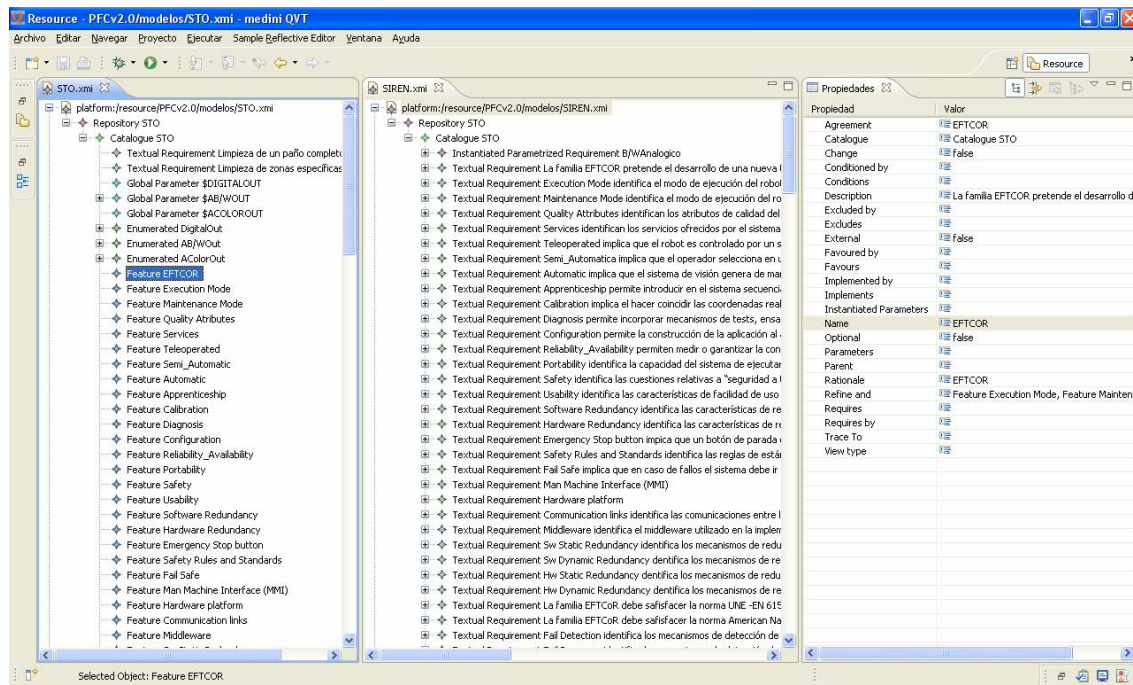 Resource - PFCv2.0/modelos/STO.xmi - medini QVT
Archivo Editar Navegar Proyecto Ejecutar Sample Reflective Editor Ventana Ayuda
Resource
STO.xmi
platform:/resource/PFCv2.0/modelos/STO.xmi
Repository STO
Catalogue STO
Textual Requirement Limpieza de un paño complet
Textual Requirement Limpieza de zonas específicas
Global Parameter $DIGITALOUT
Global Parameter $AB/WOUT
Global Parameter $ACOLOROUT
Enumerated DigitalOut
Enumerated AB/WOut
Enumerated AColorOut
Feature EFTCOR
Feature Execution Mode
Feature Maintenance Mode
Feature Quality Atributes
Feature Services
Feature Teleoperated
Feature Semi_Automatic
Feature Automatic
Feature Apprenticeship
Feature Calibration
Feature Diagnosis
Feature Configuration
Feature Reliability_Availability
Feature Portability
Feature Safety
Feature Usability
Feature Software Redundancy
Feature Hardware Redundancy
Feature Emergency Stop button
Feature Safety Rules and Standards
Feature Fail Safe
Feature Man Machine Interface (MMI)
Feature Hardware platform
Feature Communication links
Feature Middleware
SIREN.xmi
platform:/resource/PFCv2.0/modelos/SIREN.xmi
Repository STO
Catalogue STO
Instantiated Parametrized Requirement B/WAnalogico
Textual Requirement La familia EFTCOR pretende el desarrollo de una nueva
Textual Requirement Execution Mode identifica el modo de ejecución del robo
Textual Requirement Maintenance Mode identifica el modo de ejecución del ro
Textual Requirement Quality Attributes identifican los atributos de calidad del
Textual Requirement Services identifican los servicios ofrecidos por el sistema
Textual Requirement Teleoperated implica que el robot es controlado por un s
Textual Requirement Semi_Automatica implica que el operador selecciona en u
Textual Requirement Automatic implica que el sistema de visión genera de ma
Textual Requirement Apprenticeship permite introducir en el sistema secuenci
Textual Requirement Calibration implica el hacer coincidir las coordenadas real
Textual Requirement Diagnosis permite incorporar mecanismos de tests, ensa
Textual Requirement Configuration permite la construcción de la aplicación al
Textual Requirement Reliability_Availability permiten medir o garantizar la con
Textual Requirement Portability identifica la capacidad del sistema de ejecutar
Textual Requirement Safety identifica las cuestiones relativas a "seguridad a
Textual Requirement Usability identifica las características de facilidad de uso
Textual Requirement Software Redundancy identifica las características de re
Textual Requirement Hardware Redundancy identifica las características de re
Textual Requirement Emergency Stop button impica que un botón de parada
Textual Requirement Safety Rules and Standards identifica las reglas de está
Textual Requirement Fail Safe implica que en caso de fallos el sistema debe ir
Textual Requirement Man Machine Interface (MMI)
Textual Requirement Hardware platform
Textual Requirement Communication links identifica las comunicaciones entre
Textual Requirement Middleware identifica el middleware utilizado en la implem
Textual Requirement Sw Static Redundancy identifica los mecanismos de redu
Textual Requirement Sw Dynamic Redundancy dentifica los mecanismos de re
Textual Requirement Hw Static Redundancy dentifica los mecanismos de redu
Textual Requirement Hw Dynamic Redundancy dentifica los mecanismos de re
Textual Requirement La familia EFTCoR debe safisfacer la norma UNE -EN 615
Textual Requirement La familia EFTCoR debe safisfacer la norma American Na
Textual Requirement Fail Detection identifica los mecanismos de detección de
Propiedades
Propiedad Valor
Agreement EFTCOR
Catalogue Catalogue STO
Change false
Conditioned by
Conditions
Description La familia EFTCOR pretende el desarrollo d
Excluded by
Excludes
External false
Favoured by
Favours
Implemented by
Implements
Instantiated Parameters
Name EFTCOR
Optional false
Parameters
Parent
Rationale EFTCOR
Refine and Feature Execution Mode, Feature Mainten
Requires
Requires by
Trace To
View type
Selected Object: Feature EFTCOR